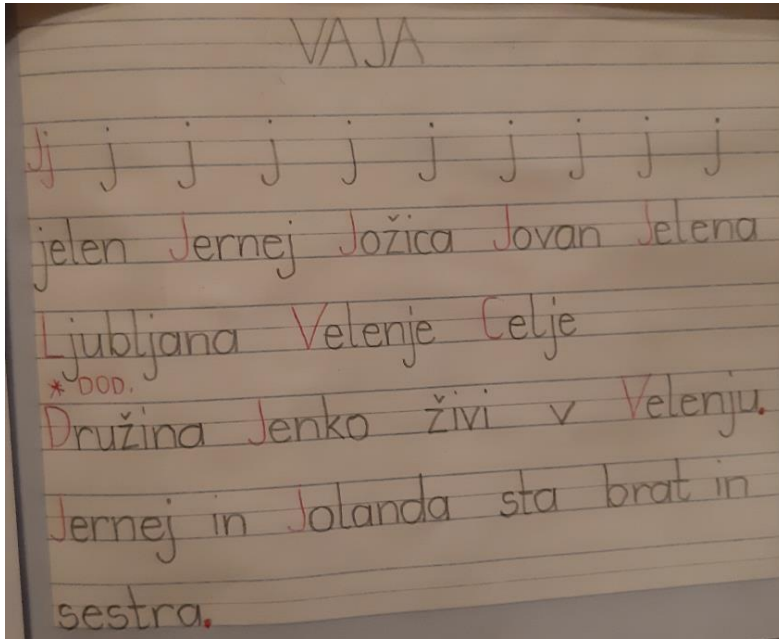 VAJA
Jj j j j j j j j j j
jelen Jernej Jožica Jovan Jelena
Ljubljana Velenje Celje
* DOD.
Družina Jenko živi v Velenju.
Jernej in Jolanda sta brat in
sestra.